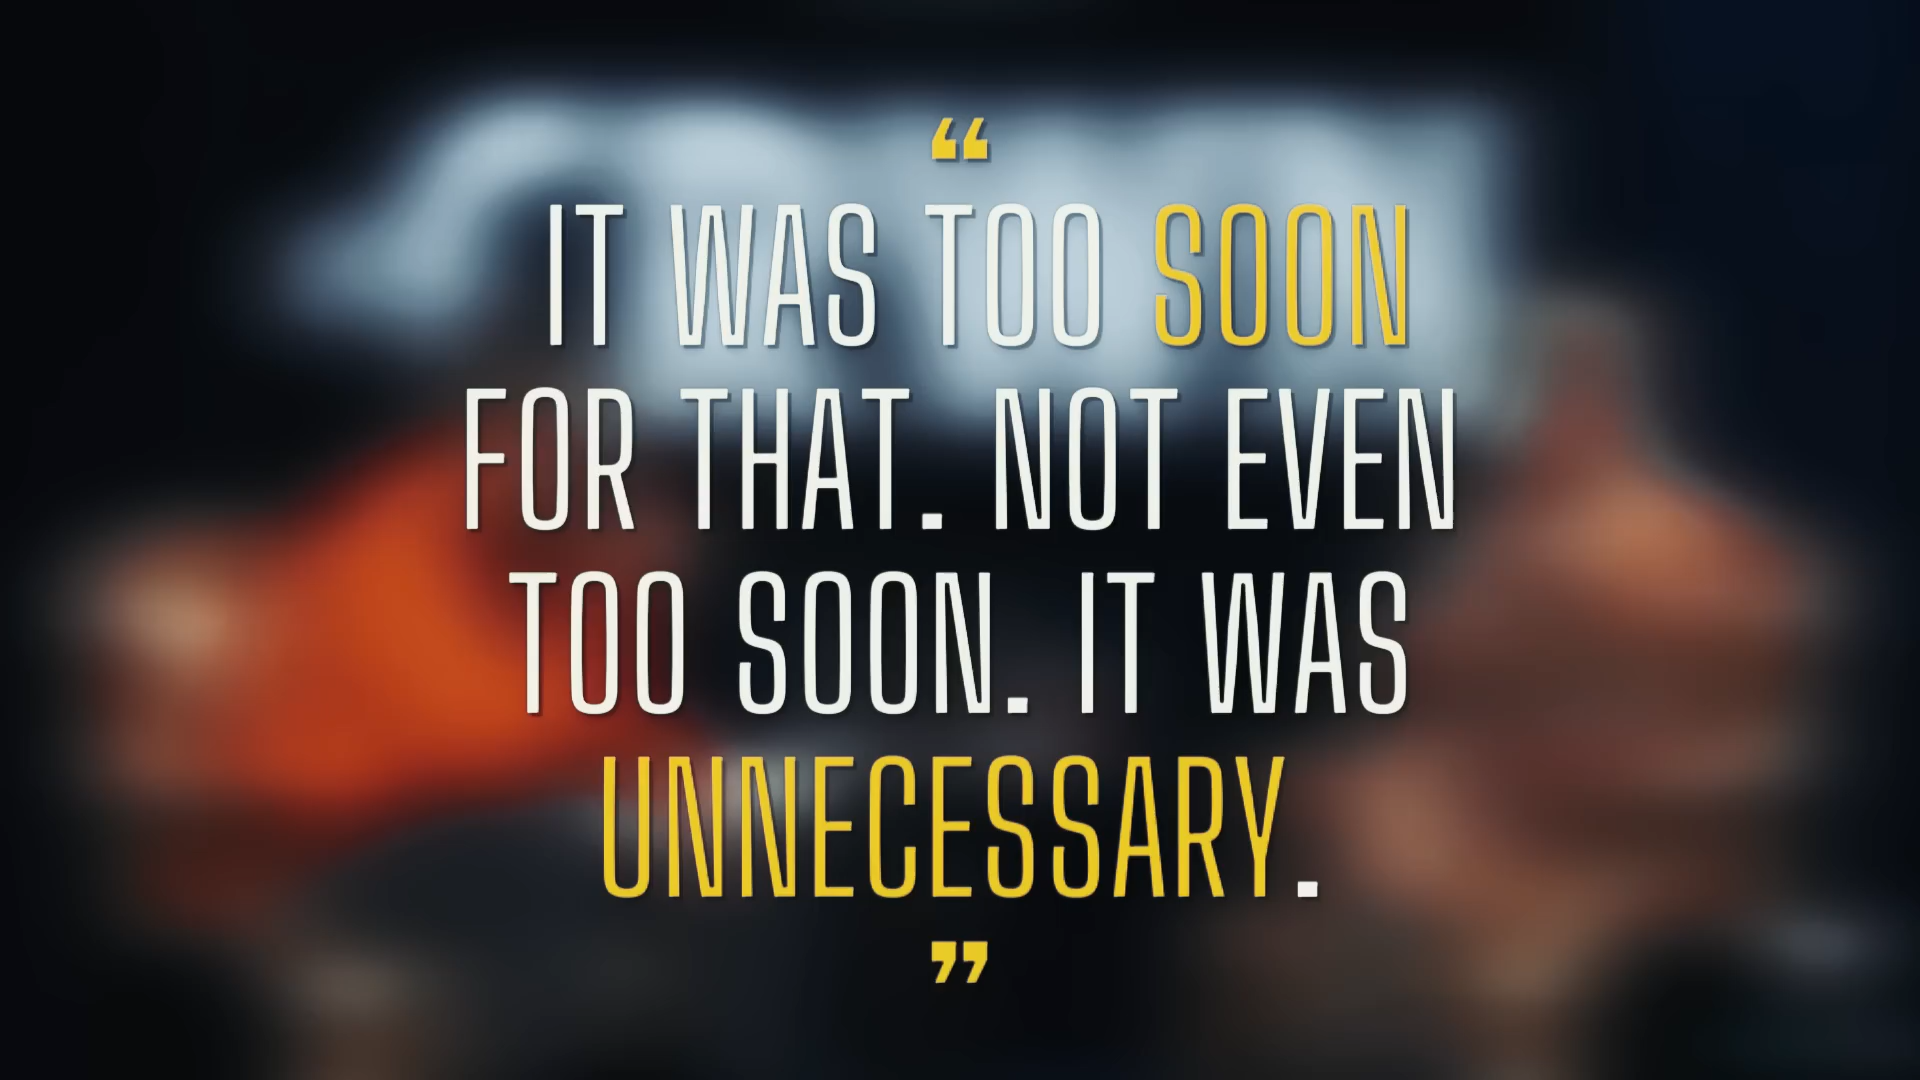 “
IT WAS TOO SOON
FOR THAT. NOT EVEN
TOO SOON. IT WAS
UNNECESSARY.
”